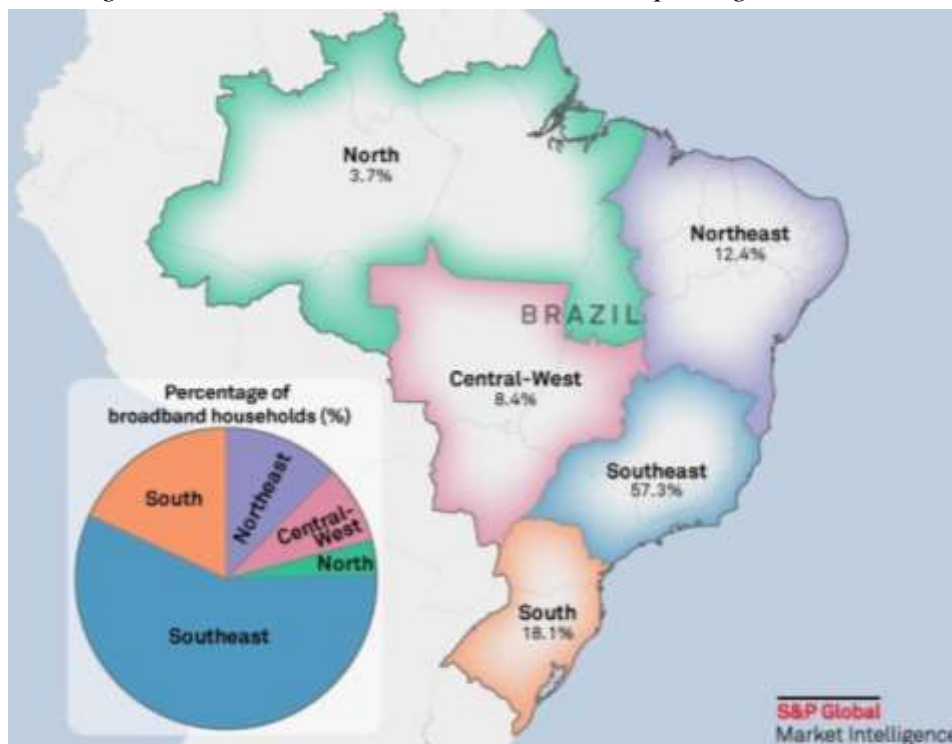 North
3.7%
Northeast
12.4%
BRAZIL
Central-West
8.4%
Southeast
57.3%
South
18.1%
Percentage of
broadband households (%)
South
Northeast
Central-
West
North
Southeast
S&P Global
Market Intelligence